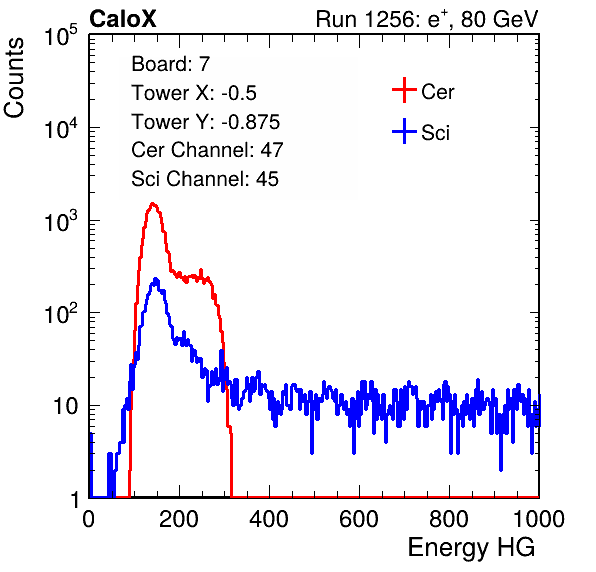 CaloX Run 1256: e⁺, 80 GeV
Board: 7
Tower X: -0.5
Tower Y: -0.875
Cer Channel: 47
Sci Channel: 45
Cer
Sci
Counts
10⁵
10⁴
10³
10²
10
1
0 200 400 600 800 1000
Energy HG